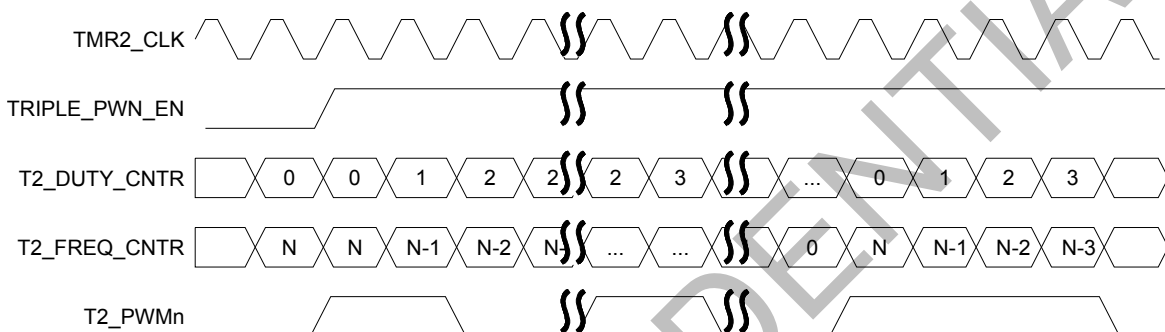 TMR2_CLK
TRIPLE_PWN_EN
T2_DUTY_CNTR 0 0 1 2 2 2 3 ... 0 1 2 3
T2_FREQ_CNTR N N N-1 N-2 N- ... ... 0 N N-1 N-2 N-3
T2_PWMn
DENTIA